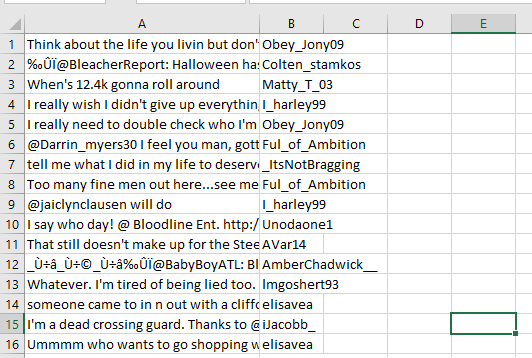 A B C D E
1 Think about the life you livin but don' Obey_Jony09
2 ‰ÛÏ@BleacherReport: Halloween has Colten_stamkos
3 When's 12.4k gonna roll around Matty_T_03
4 I really wish I didn't give up everythin I_harley99
5 I really need to double check who I'm Obey_Jony09
6 @Darrin_myers30 I feel you man, gott Ful_of_Ambition
7 tell me what I did in my life to deserv _ItsNotBragging
8 Too many fine men out here...see me Ful_of_Ambition
9 @jaiclynclausen will do I_harley99
10 I say who day! @ Bloodline Ent. http:/ Unodaone1
11 That still doesn't make up for the Stee AVar14
12 _Ù÷â_Ù÷©_Ù÷â‰ÛÏ@BabyBoyATL: Bl AmberChadwick__
13 Whatever. I'm tired of being lied too. lmgoshert93
14 someone came to in n out with a cliffo elisavea
15 I'm a dead crossing guard. Thanks to @ iJacobb_
16 Ummmm who wants to go shopping w elisavea